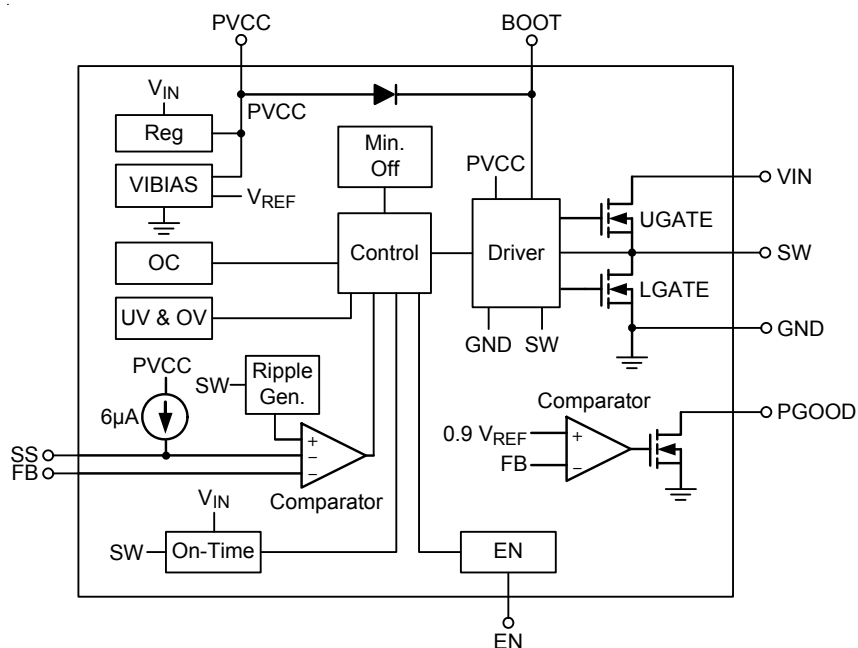 PVCC
BOOT
VIN
PVCC
Reg
Min.
Off
PVCC
VIBIAS
VREF
VIN
UGATE
OC
Control
Driver
SW
LGATE
UV & OV
GND
SW
GND
PVCC
SW
Ripple
Gen.
6µA
Comparator
PGOOD
0.9 VREF
+
+
SS
−
FB
−
FB
−
Comparator
VIN
SW
On-Time
EN
EN